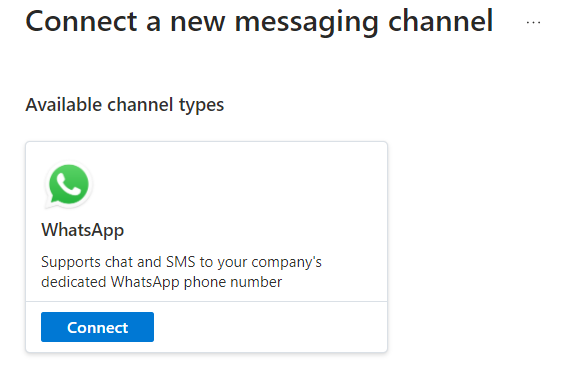 Connect a new messaging channel ...
Available channel types
WhatsApp
Supports chat and SMS to your company's
dedicated WhatsApp phone number
Connect